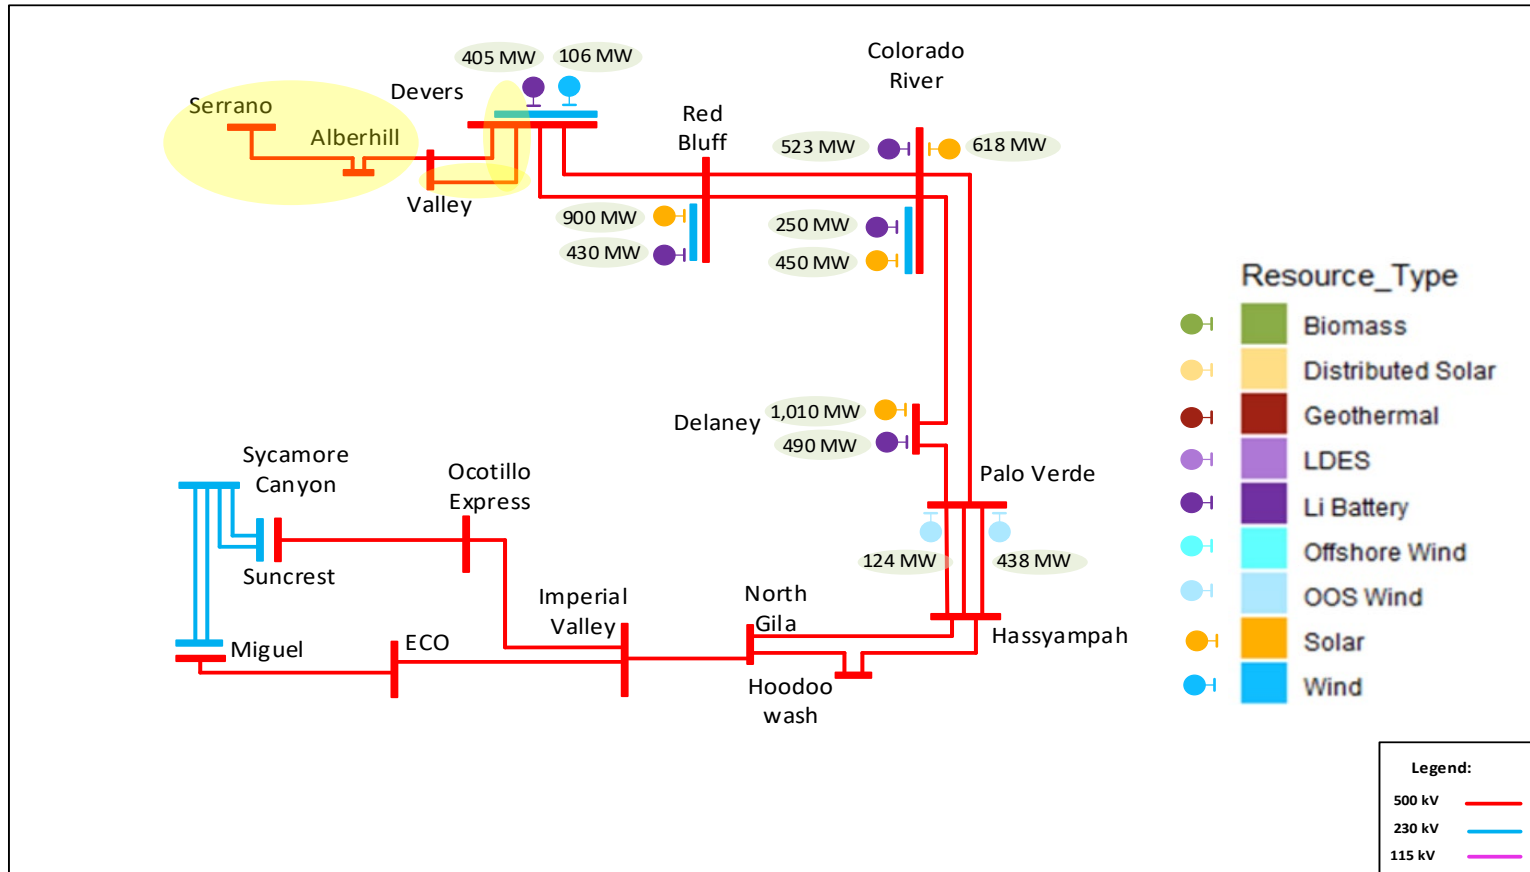 405 MW
106 MW
Colorado
River
Devers
Serrano
Alberhill
Red
Bluff
523 MW
618 MW
Valley
900 MW
430 MW
250 MW
450 MW
Resource_Type
Biomass
Distributed Solar
Geothermal
LDES
Li Battery
Offshore Wind
OOS Wind
Solar
Wind
Delaney
1,010 MW
490 MW
Palo Verde
124 MW
438 MW
Sycamore
Canyon
Ocotillo
Express
Suncrest
Imperial
Valley
North
Gila
Hassyampah
Miguel
ECO
Hoodoo
wash
Legend:
500 kV
230 kV
115 kV